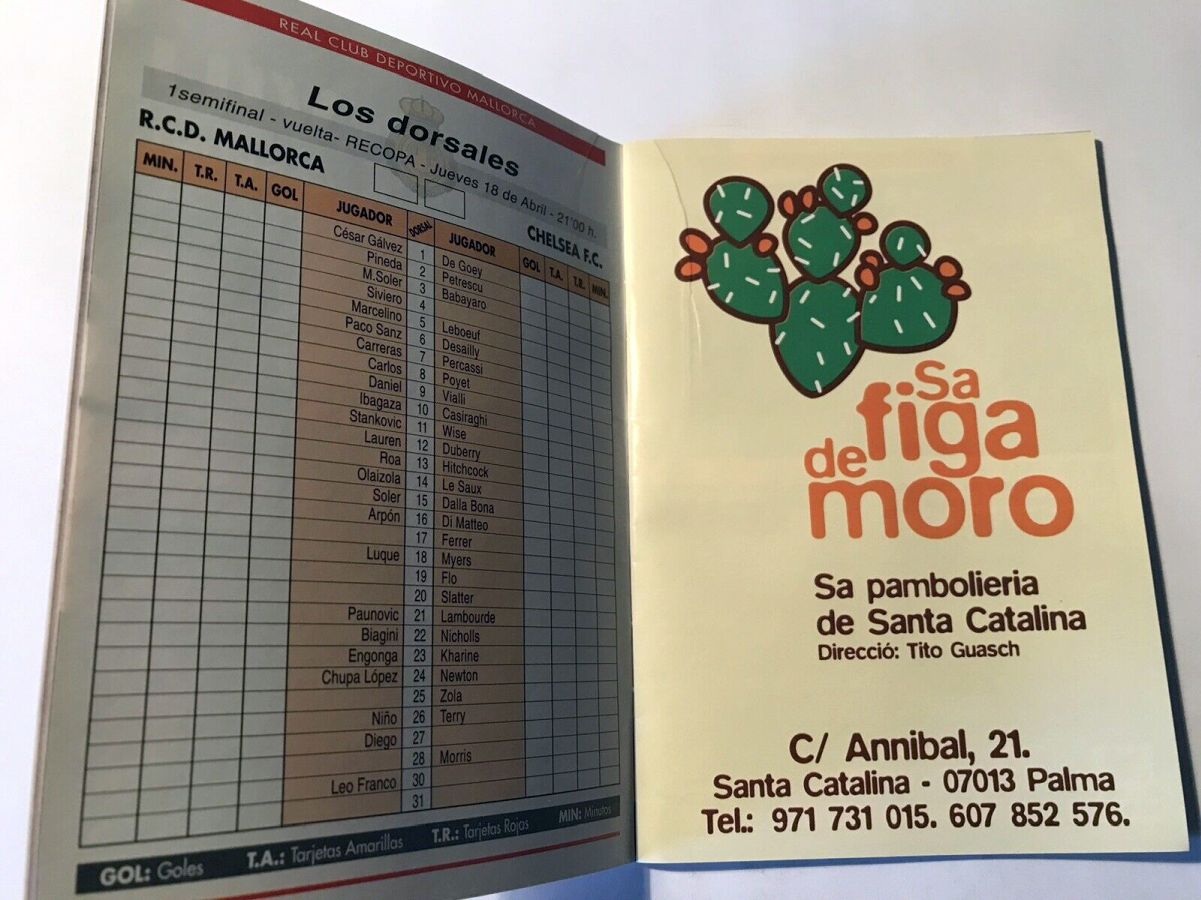 REAL CLUB DEPORTIVO MALLORCA
Los dorsales
1semifinal - vuelta- RECOPA - Jueves 18 de Abril - 21'00 h.
R.C.D. MALLORCA CHELSEA F.C.
MIN. T.R. T.A. GOL JUGADOR DORSAL JUGADOR GOL T.A. T.R. MIN.
César Gálvez 1 De Goey
Pineda 2 Petrescu
M.Soler 3 Babayaro
Siviero 4
Marcelino 5 Leboeuf
Paco Sanz 6 Desailly
Carreras 7 Percassi
Carlos 8 Poyet
Daniel 9 Vialli
Ibagaza 10 Casiraghi
Stankovic 11 Wise
Lauren 12 Duberry
Roa 13 Hitchcock
Olaizola 14 Le Saux
Soler 15 Dalla Bona
Arpón 16 Di Matteo
17 Ferrer
Luque 18 Myers
19 Flo
20 Slatter
Paunovic 21 Lambourde
Biagini 22 Nicholls
Engonga 23 Kharine
Chupa López 24 Newton
25 Zola
Niño 26 Terry
Diego 27
28 Morris
Leo Franco 30
31
GOL: Goles T.A.: Tarjetas Amarillas T.R.: Tarjetas Rojas MIN: Minutos
Sa
figa
de
moro
Sa pambolieria
de Santa Catalina
Direcció: Tito Guasch
C/ Annibal, 21.
Santa Catalina - 07013 Palma
Tel.: 971 731 015. 607 852 576.